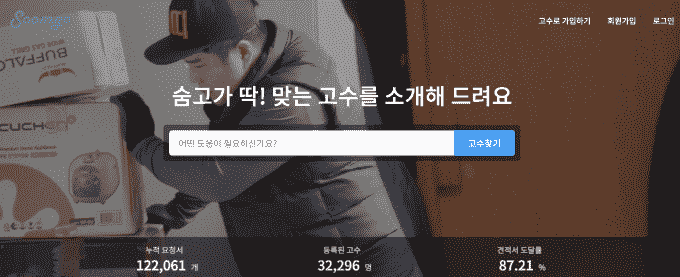 고수로 가입하기 회원가입 로그인
BUFFALO
숨고가 딱! 맞는 고수를 소개해 드려요
CUCHEN
어떤 도움이 필요하신가요? 고수찾기
누적 요청서 등록된 고수 견적서 도달률
122,061 개 32,296 명 87.21 %